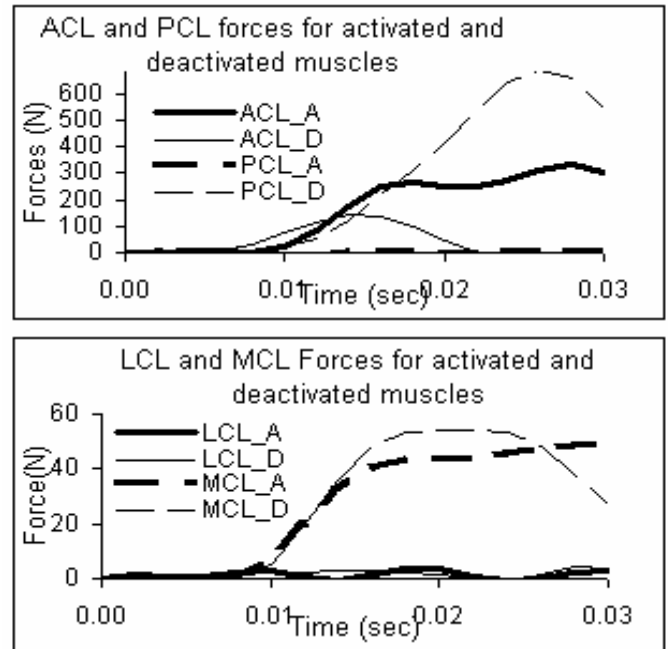 ACL and PCL forces for activated and
deactivated muscles
Forces (N)
600
500
400
300
200
100
0
ACL_A
ACL_D
PCL_A
PCL_D
0.00
0.01
0.02
0.03
Time (sec)
LCL and MCL Forces for activated and
deactivated muscles
Force(N)
60
40
20
0
LCL_A
LCL_D
MCL_A
MCL_D
0.00
0.01
0.02
0.03
Time (sec)